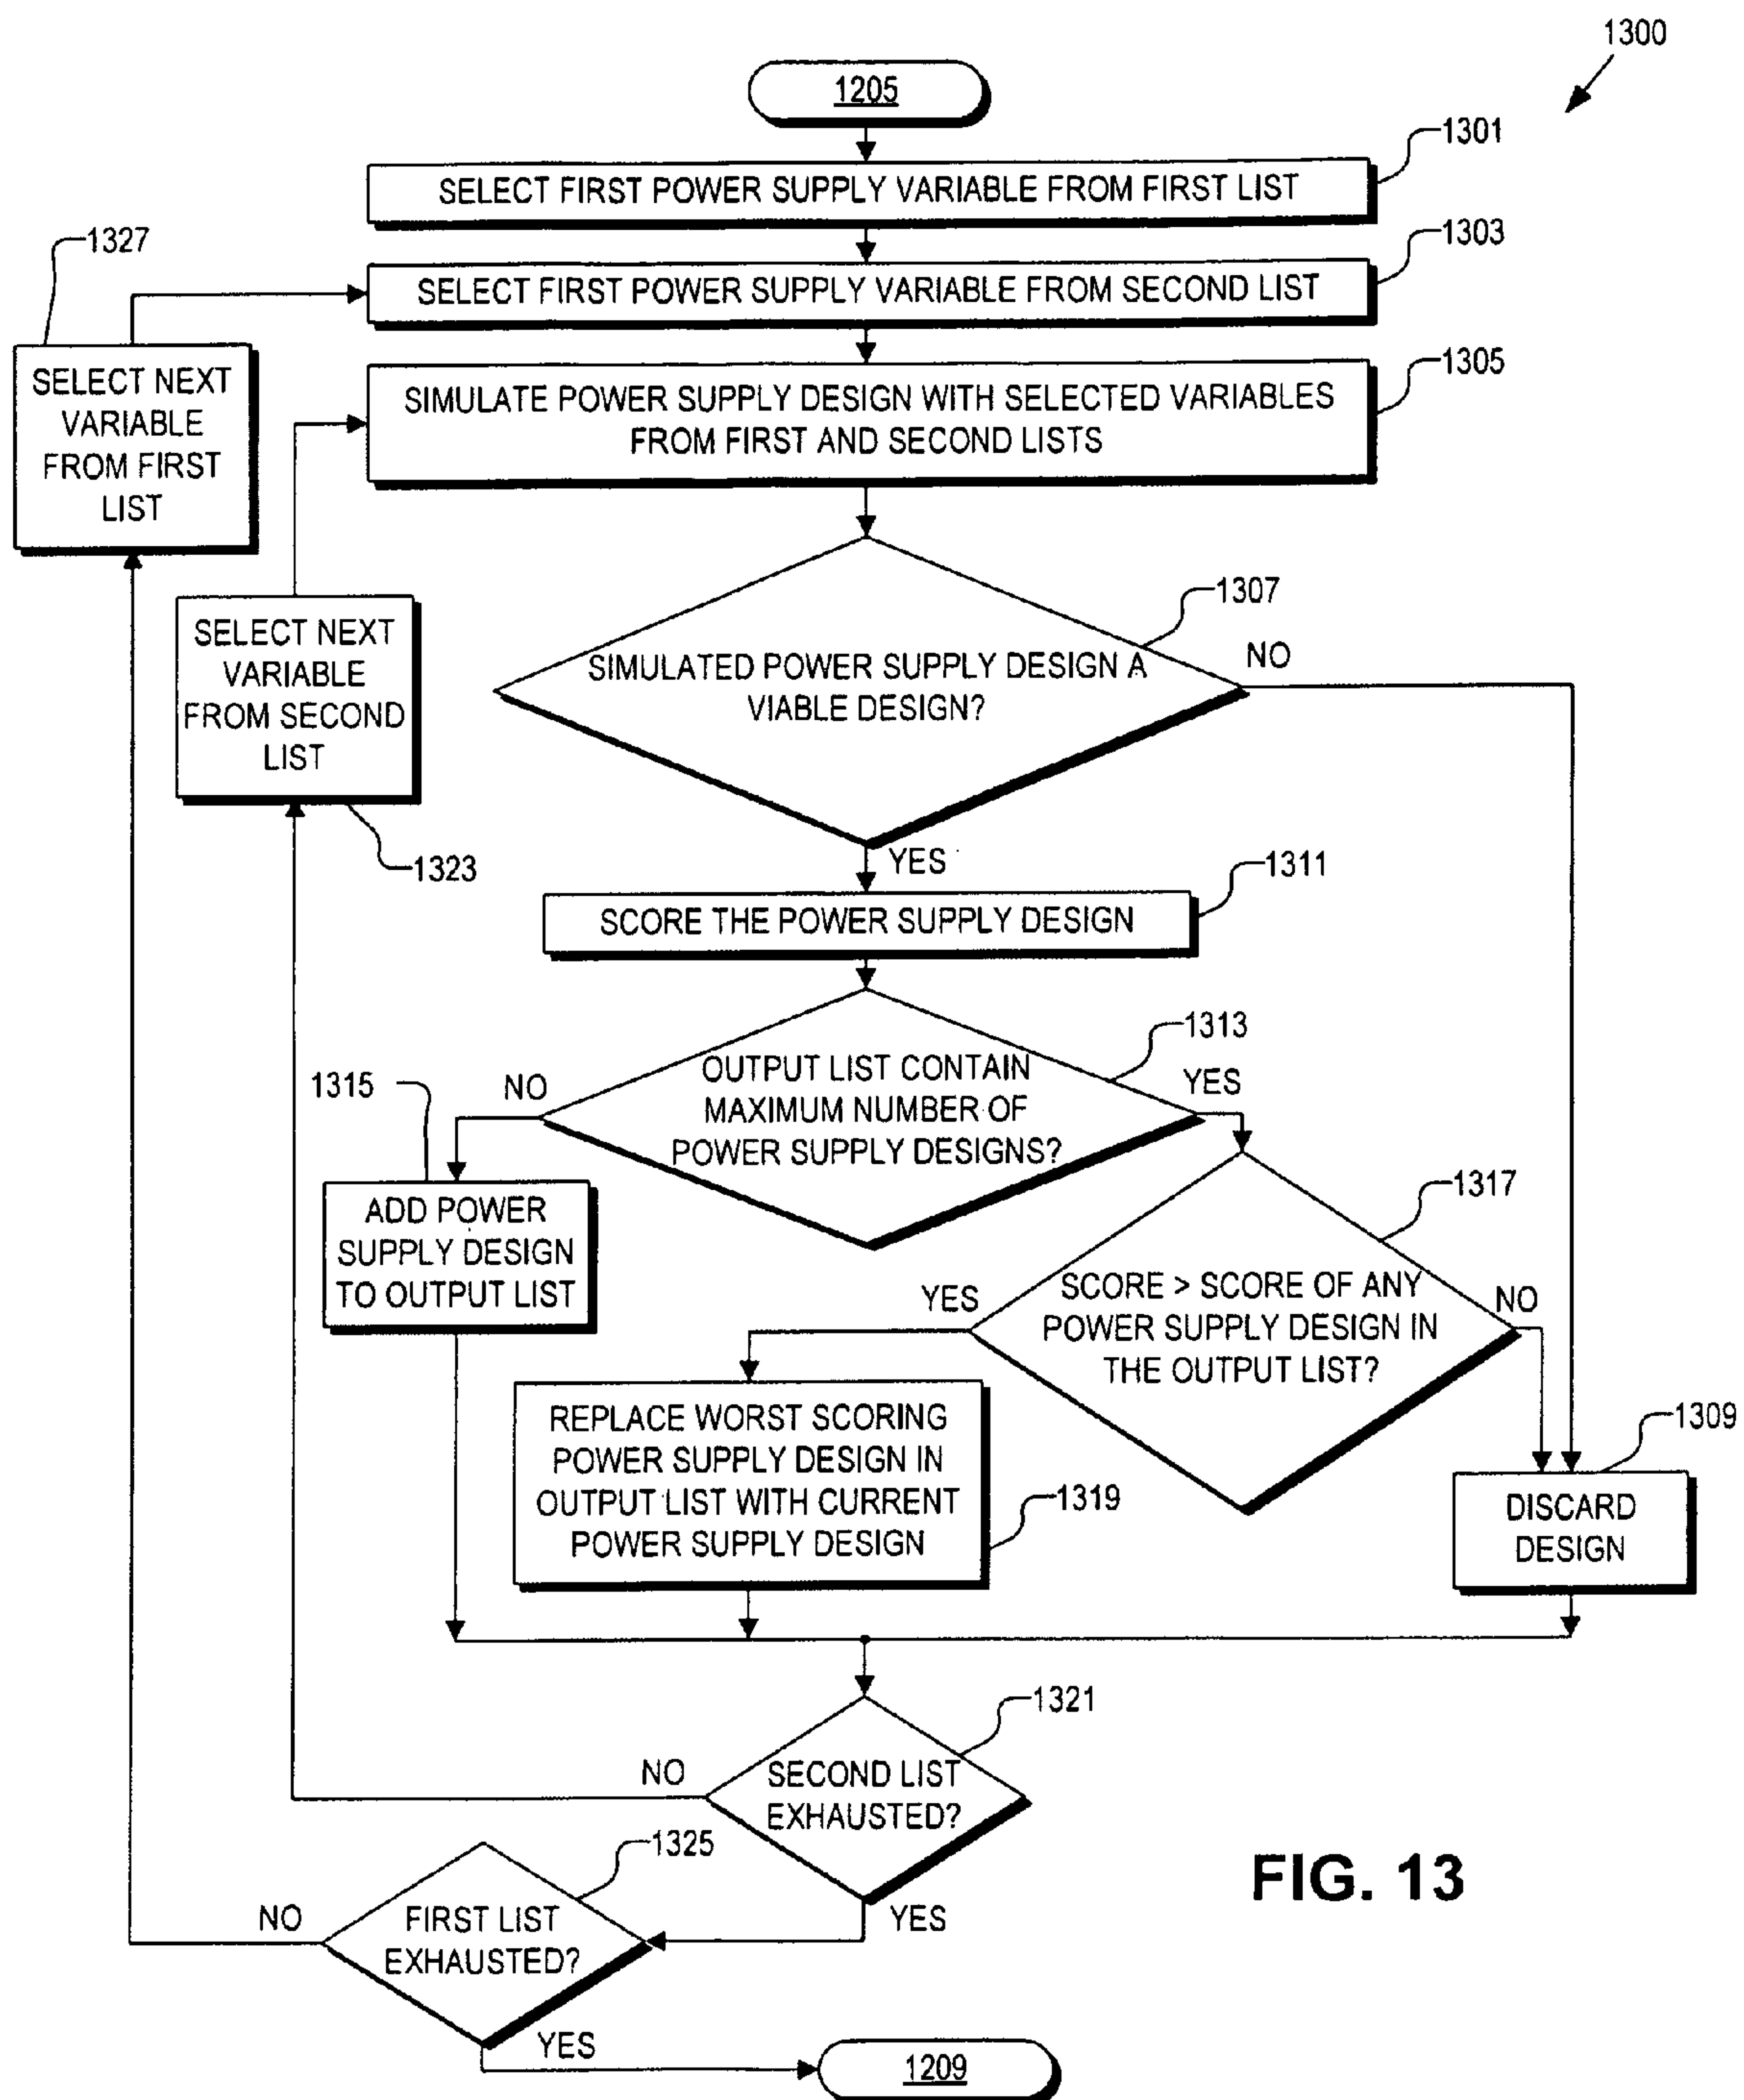 1300
1205
1301
SELECT FIRST POWER SUPPLY VARIABLE FROM FIRST LIST
1303
SELECT FIRST POWER SUPPLY VARIABLE FROM SECOND LIST
1327
SELECT NEXT
VARIABLE
FROM FIRST
LIST
1305
SIMULATE POWER SUPPLY DESIGN WITH SELECTED VARIABLES
FROM FIRST AND SECOND LISTS
SELECT NEXT
VARIABLE
FROM SECOND
LIST
1323
1307
SIMULATED POWER SUPPLY DESIGN A
VIABLE DESIGN?
NO
YES
1311
SCORE THE POWER SUPPLY DESIGN
1313
OUTPUT LIST CONTAIN
MAXIMUM NUMBER OF
POWER SUPPLY DESIGNS?
NO
YES
1315
ADD POWER
SUPPLY DESIGN
TO OUTPUT LIST
1317
SCORE > SCORE OF ANY
POWER SUPPLY DESIGN IN
THE OUTPUT LIST?
YES
NO
REPLACE WORST SCORING
POWER SUPPLY DESIGN IN
OUTPUT LIST WITH CURRENT
POWER SUPPLY DESIGN
1319
1309
DISCARD
DESIGN
1321
SECOND LIST
EXHAUSTED?
NO
YES
1325
FIRST LIST
EXHAUSTED?
NO
YES
1209
FIG. 13